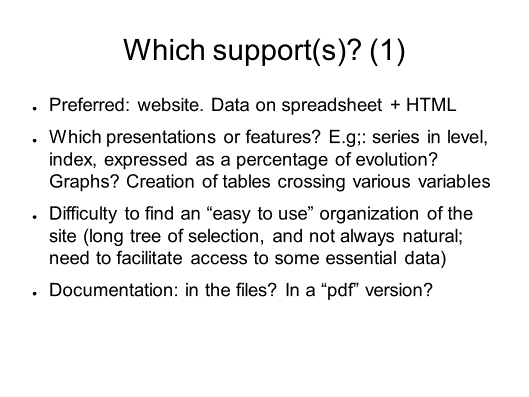 Which support(s)? (1)
• Preferred: website. Data on spreadsheet + HTML
• Which presentations or features? E.g;: series in level,
index, expressed as a percentage of evolution?
Graphs? Creation of tables crossing various variables
• Difficulty to find an “easy to use” organization of the
site (long tree of selection, and not always natural;
need to facilitate access to some essential data)
• Documentation: in the files? In a “pdf” version?